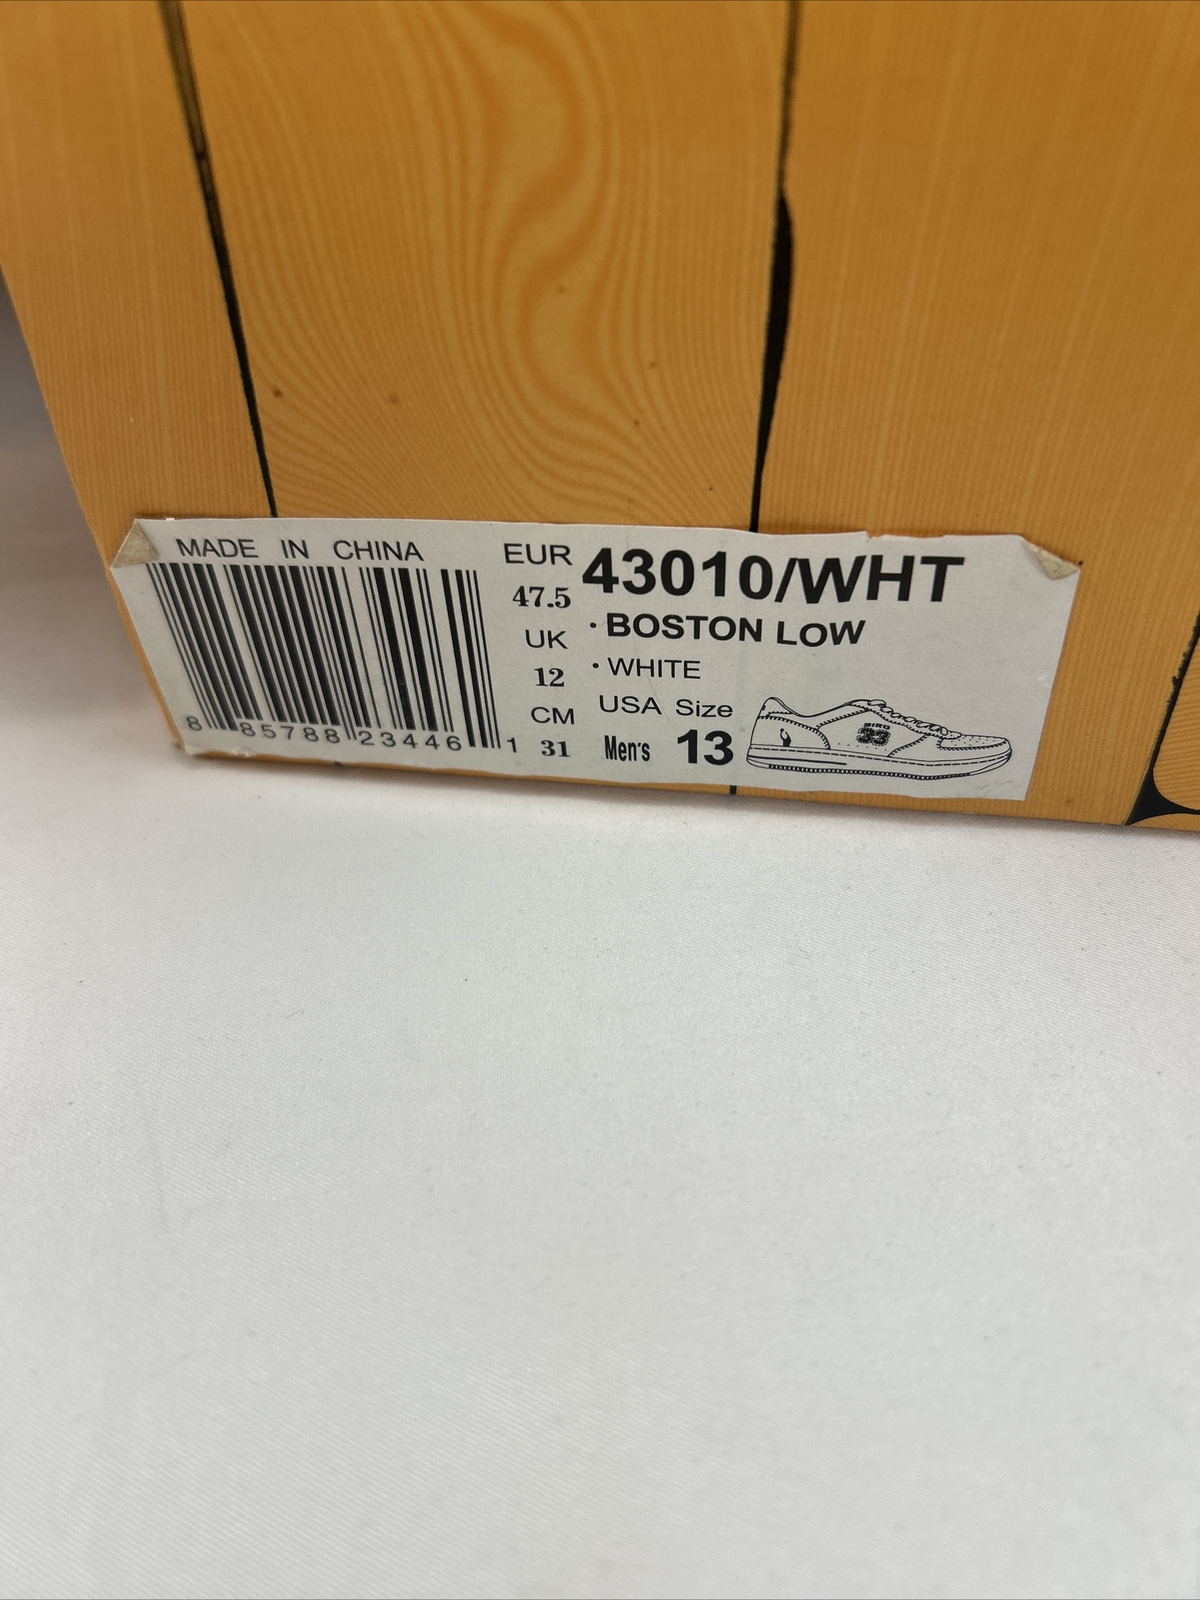 MADE IN CHINA
8 85788 23446 1
EUR
47.5
UK
12
CM
31
43010/WHT
· BOSTON LOW
· WHITE
USA Size
Men's 13
BIRD
33